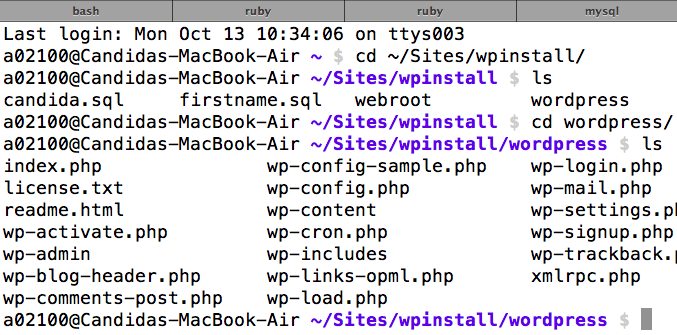 bash ruby ruby mysql
Last login: Mon Oct 13 10:34:06 on ttys003
a02100@Candidas-MacBook-Air ~ $ cd ~/Sites/wpinstall/
a02100@Candidas-MacBook-Air ~/Sites/wpinstall $ ls
candida.sql firstname.sql webroot wordpress
a02100@Candidas-MacBook-Air ~/Sites/wpinstall $ cd wordpress/
a02100@Candidas-MacBook-Air ~/Sites/wpinstall/wordpress $ ls
index.php wp-config-sample.php wp-login.php
license.txt wp-config.php wp-mail.php
readme.html wp-content wp-settings.ph
wp-activate.php wp-cron.php wp-signup.php
wp-admin wp-includes wp-trackback.p
wp-blog-header.php wp-links-opml.php xmlrpc.php
wp-comments-post.php wp-load.php
a02100@Candidas-MacBook-Air ~/Sites/wpinstall/wordpress $